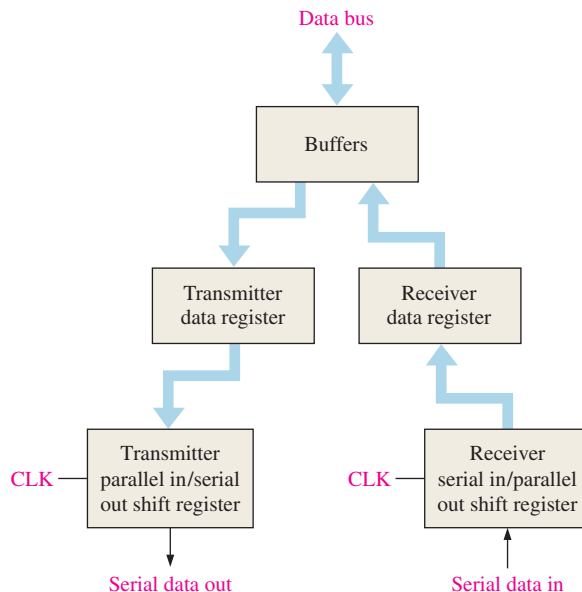 Data bus
Buffers
Transmitter
data register
Receiver
data register
CLK
Transmitter
parallel in/serial
out shift register
CLK
Receiver
serial in/parallel
out shift register
Serial data out
Serial data in